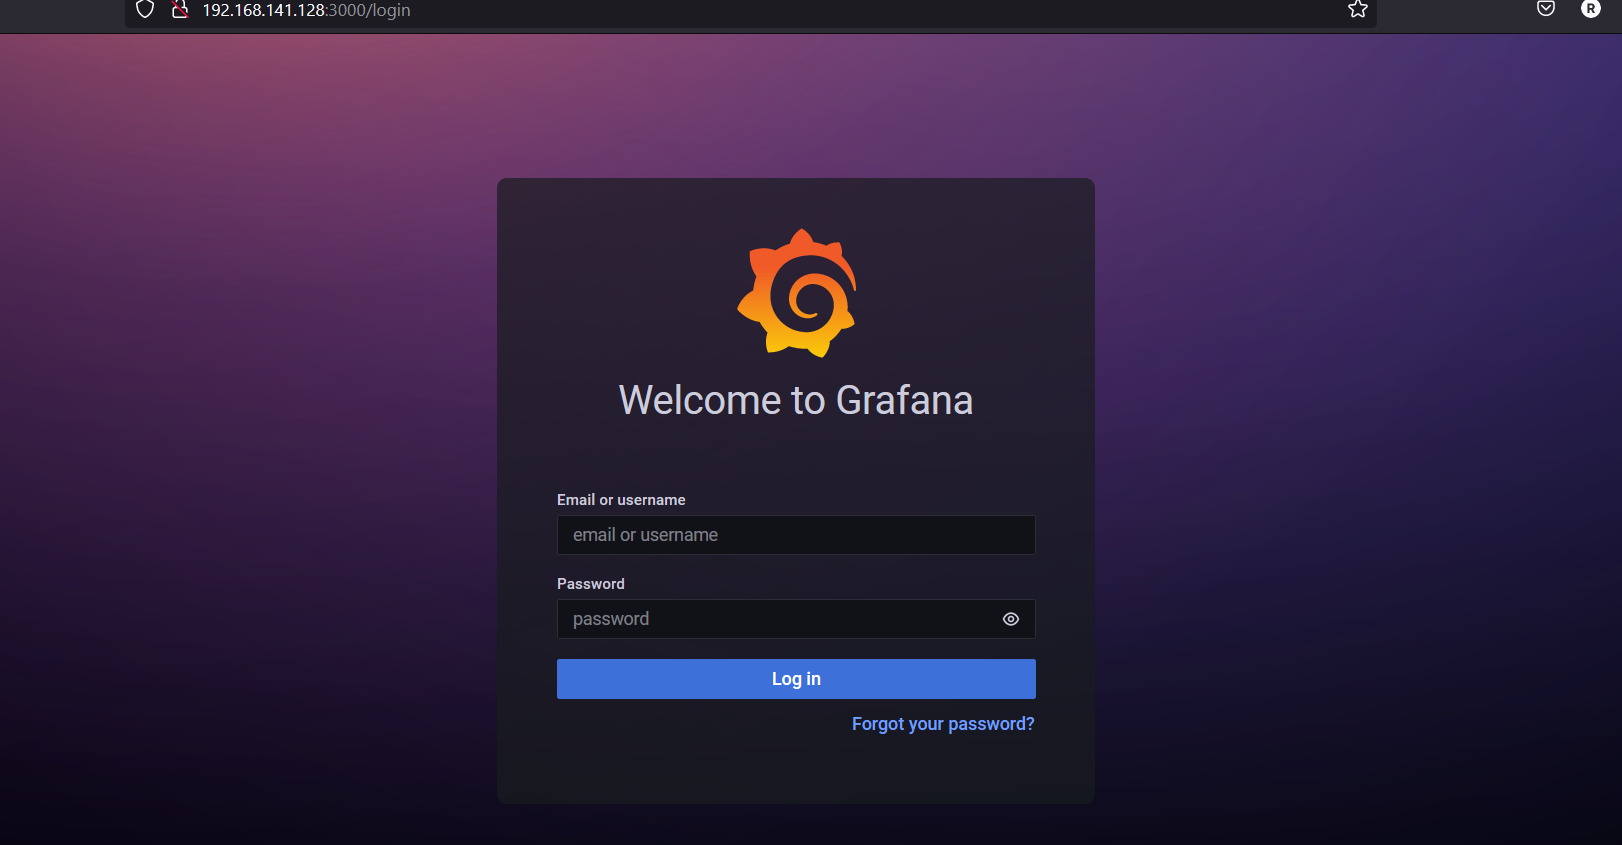 192.168.141.128:3000/login
R
Welcome to Grafana
Email or username
email or username
Password
password
Log in
Forgot your password?